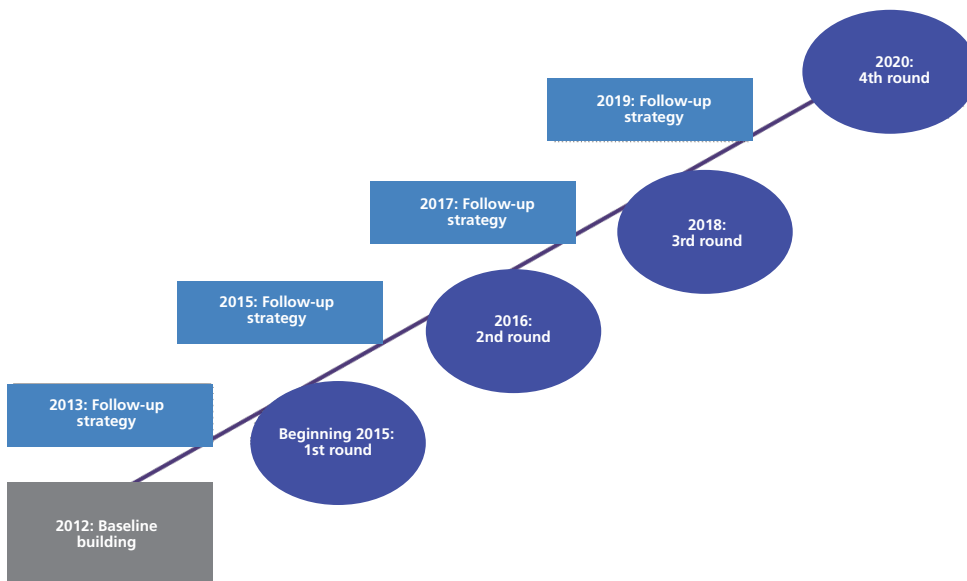 2020:
4th round
2019: Follow-up
strategy
2017: Follow-up
strategy
2018:
3rd round
2015: Follow-up
strategy
2016:
2nd round
2013: Follow-up
strategy
Beginning 2015:
1st round
2012: Baseline
building